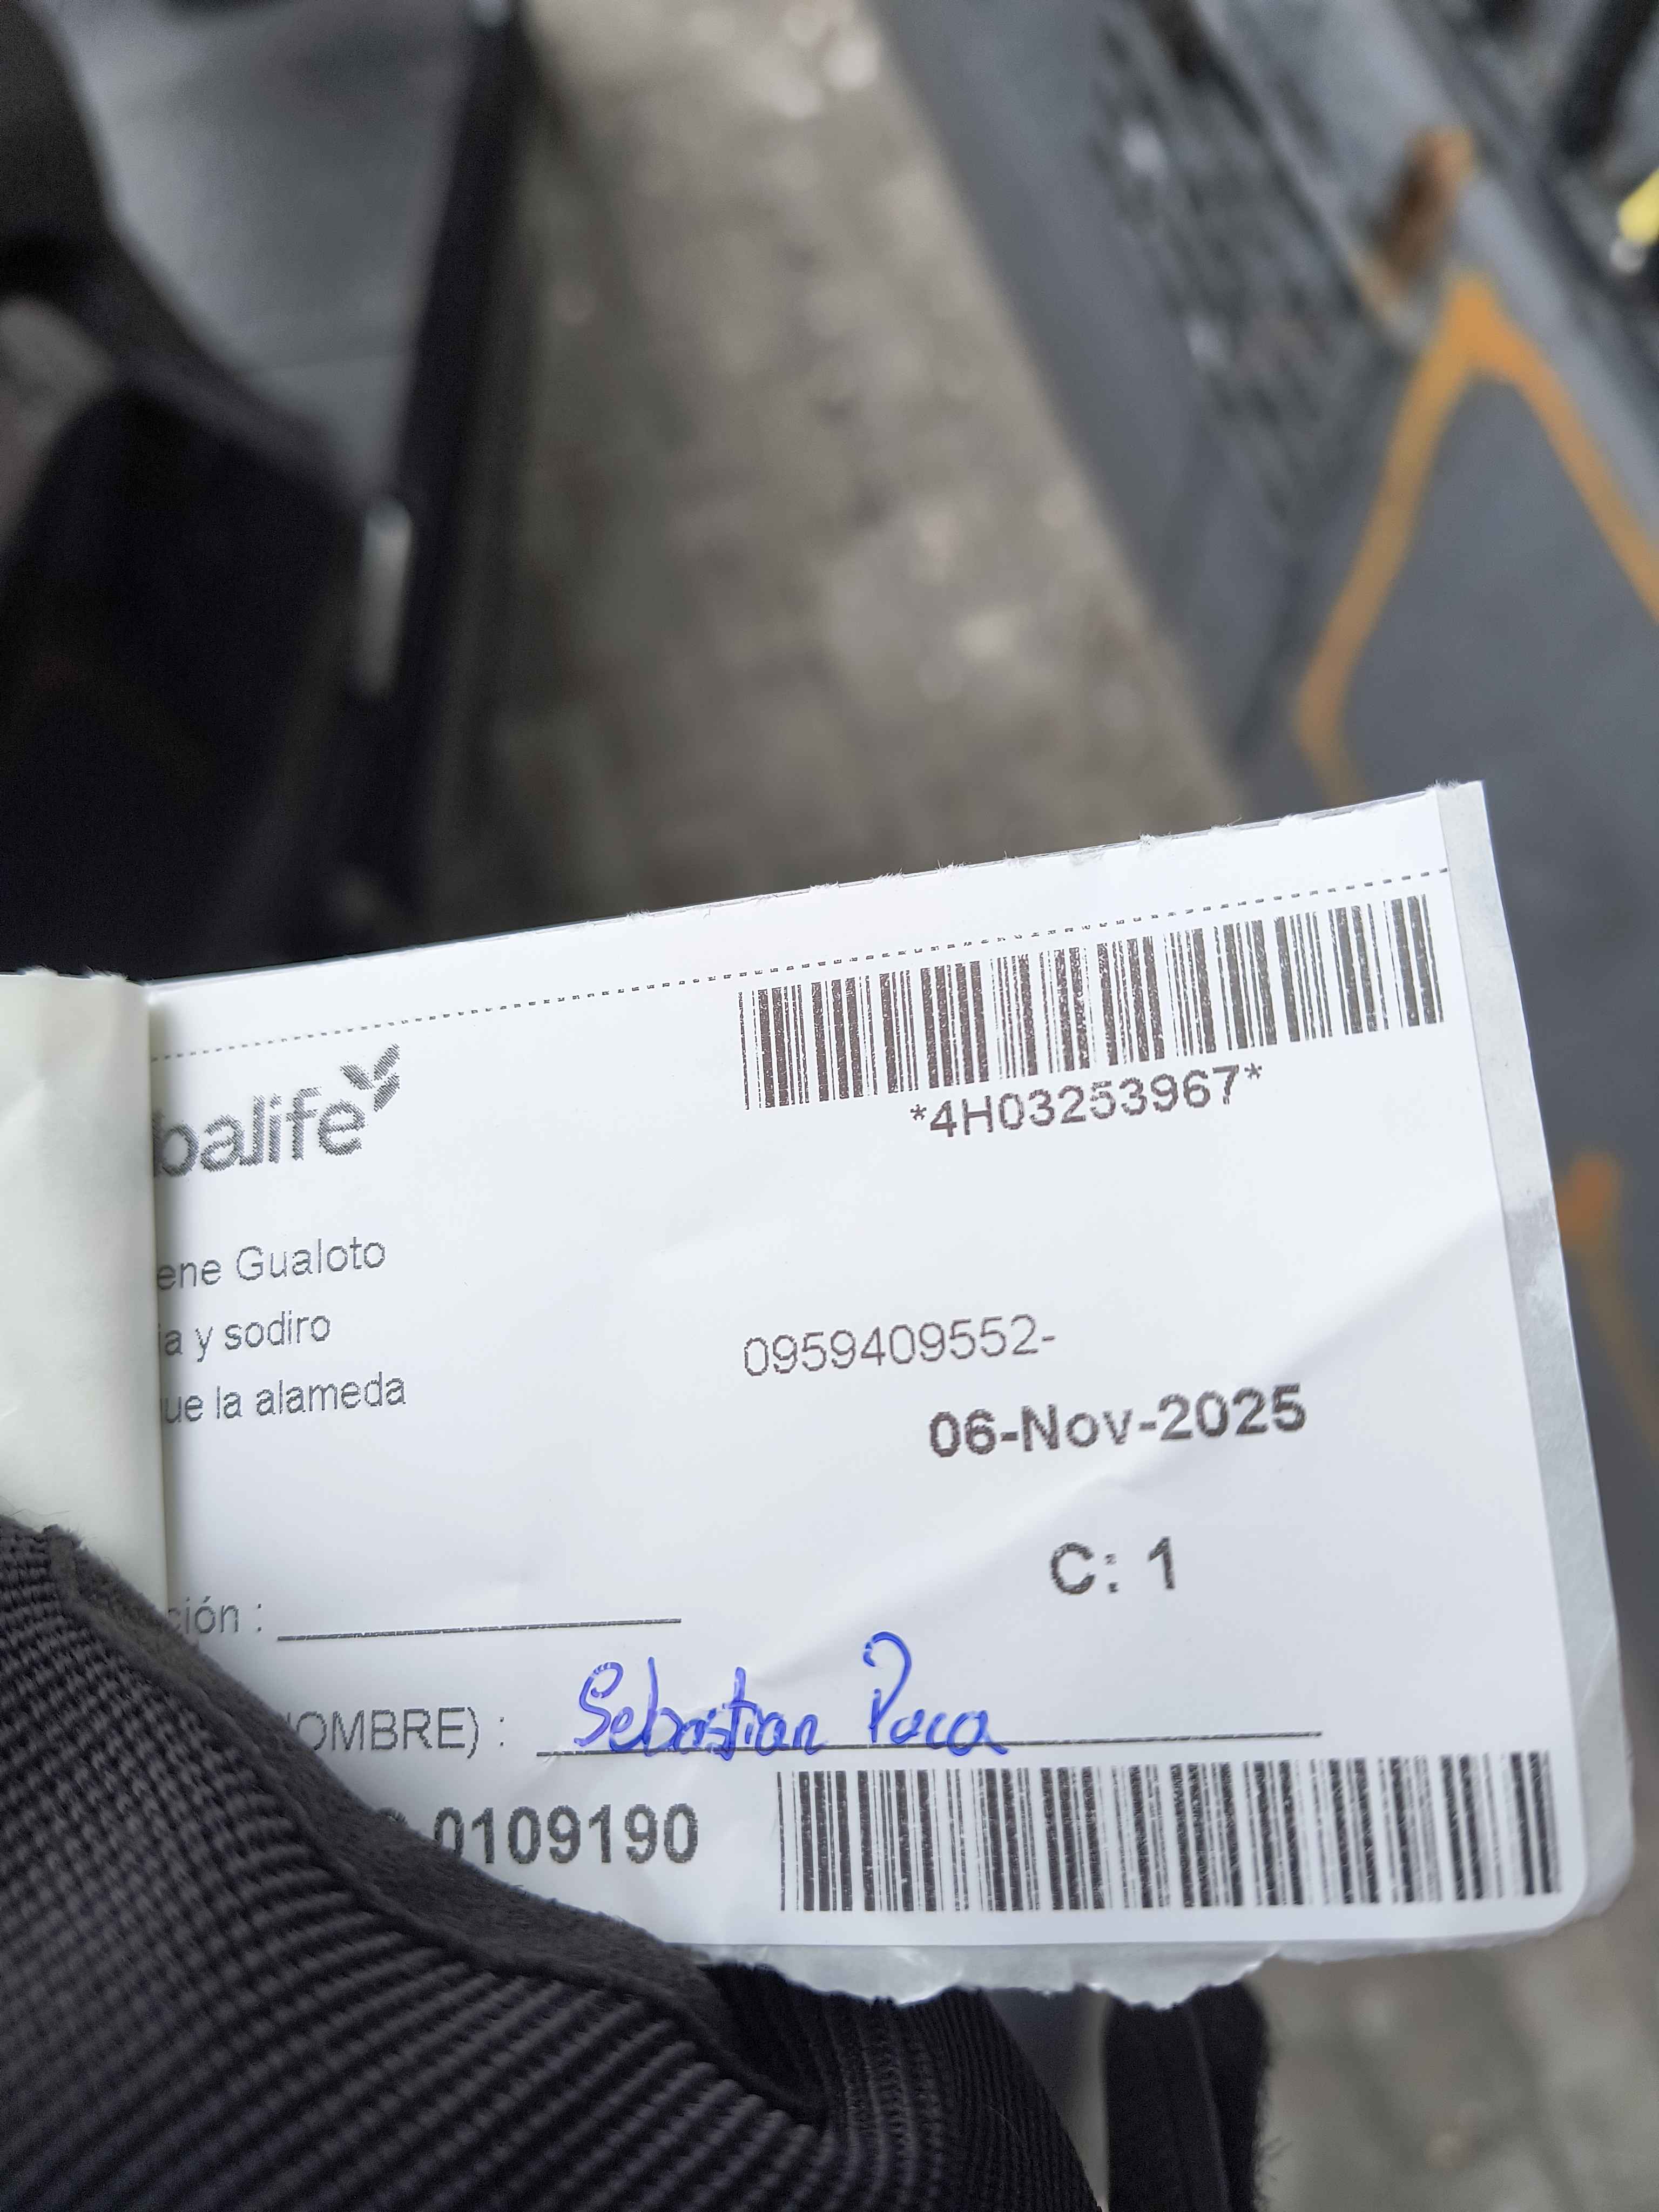 *4H03253967*
balife
ene Gualoto
ia y sodiro
0959409552-
ue la alameda
06-Nov-2025
C: 1
ción :
OMBRE) : Sebastian Paca
0109190